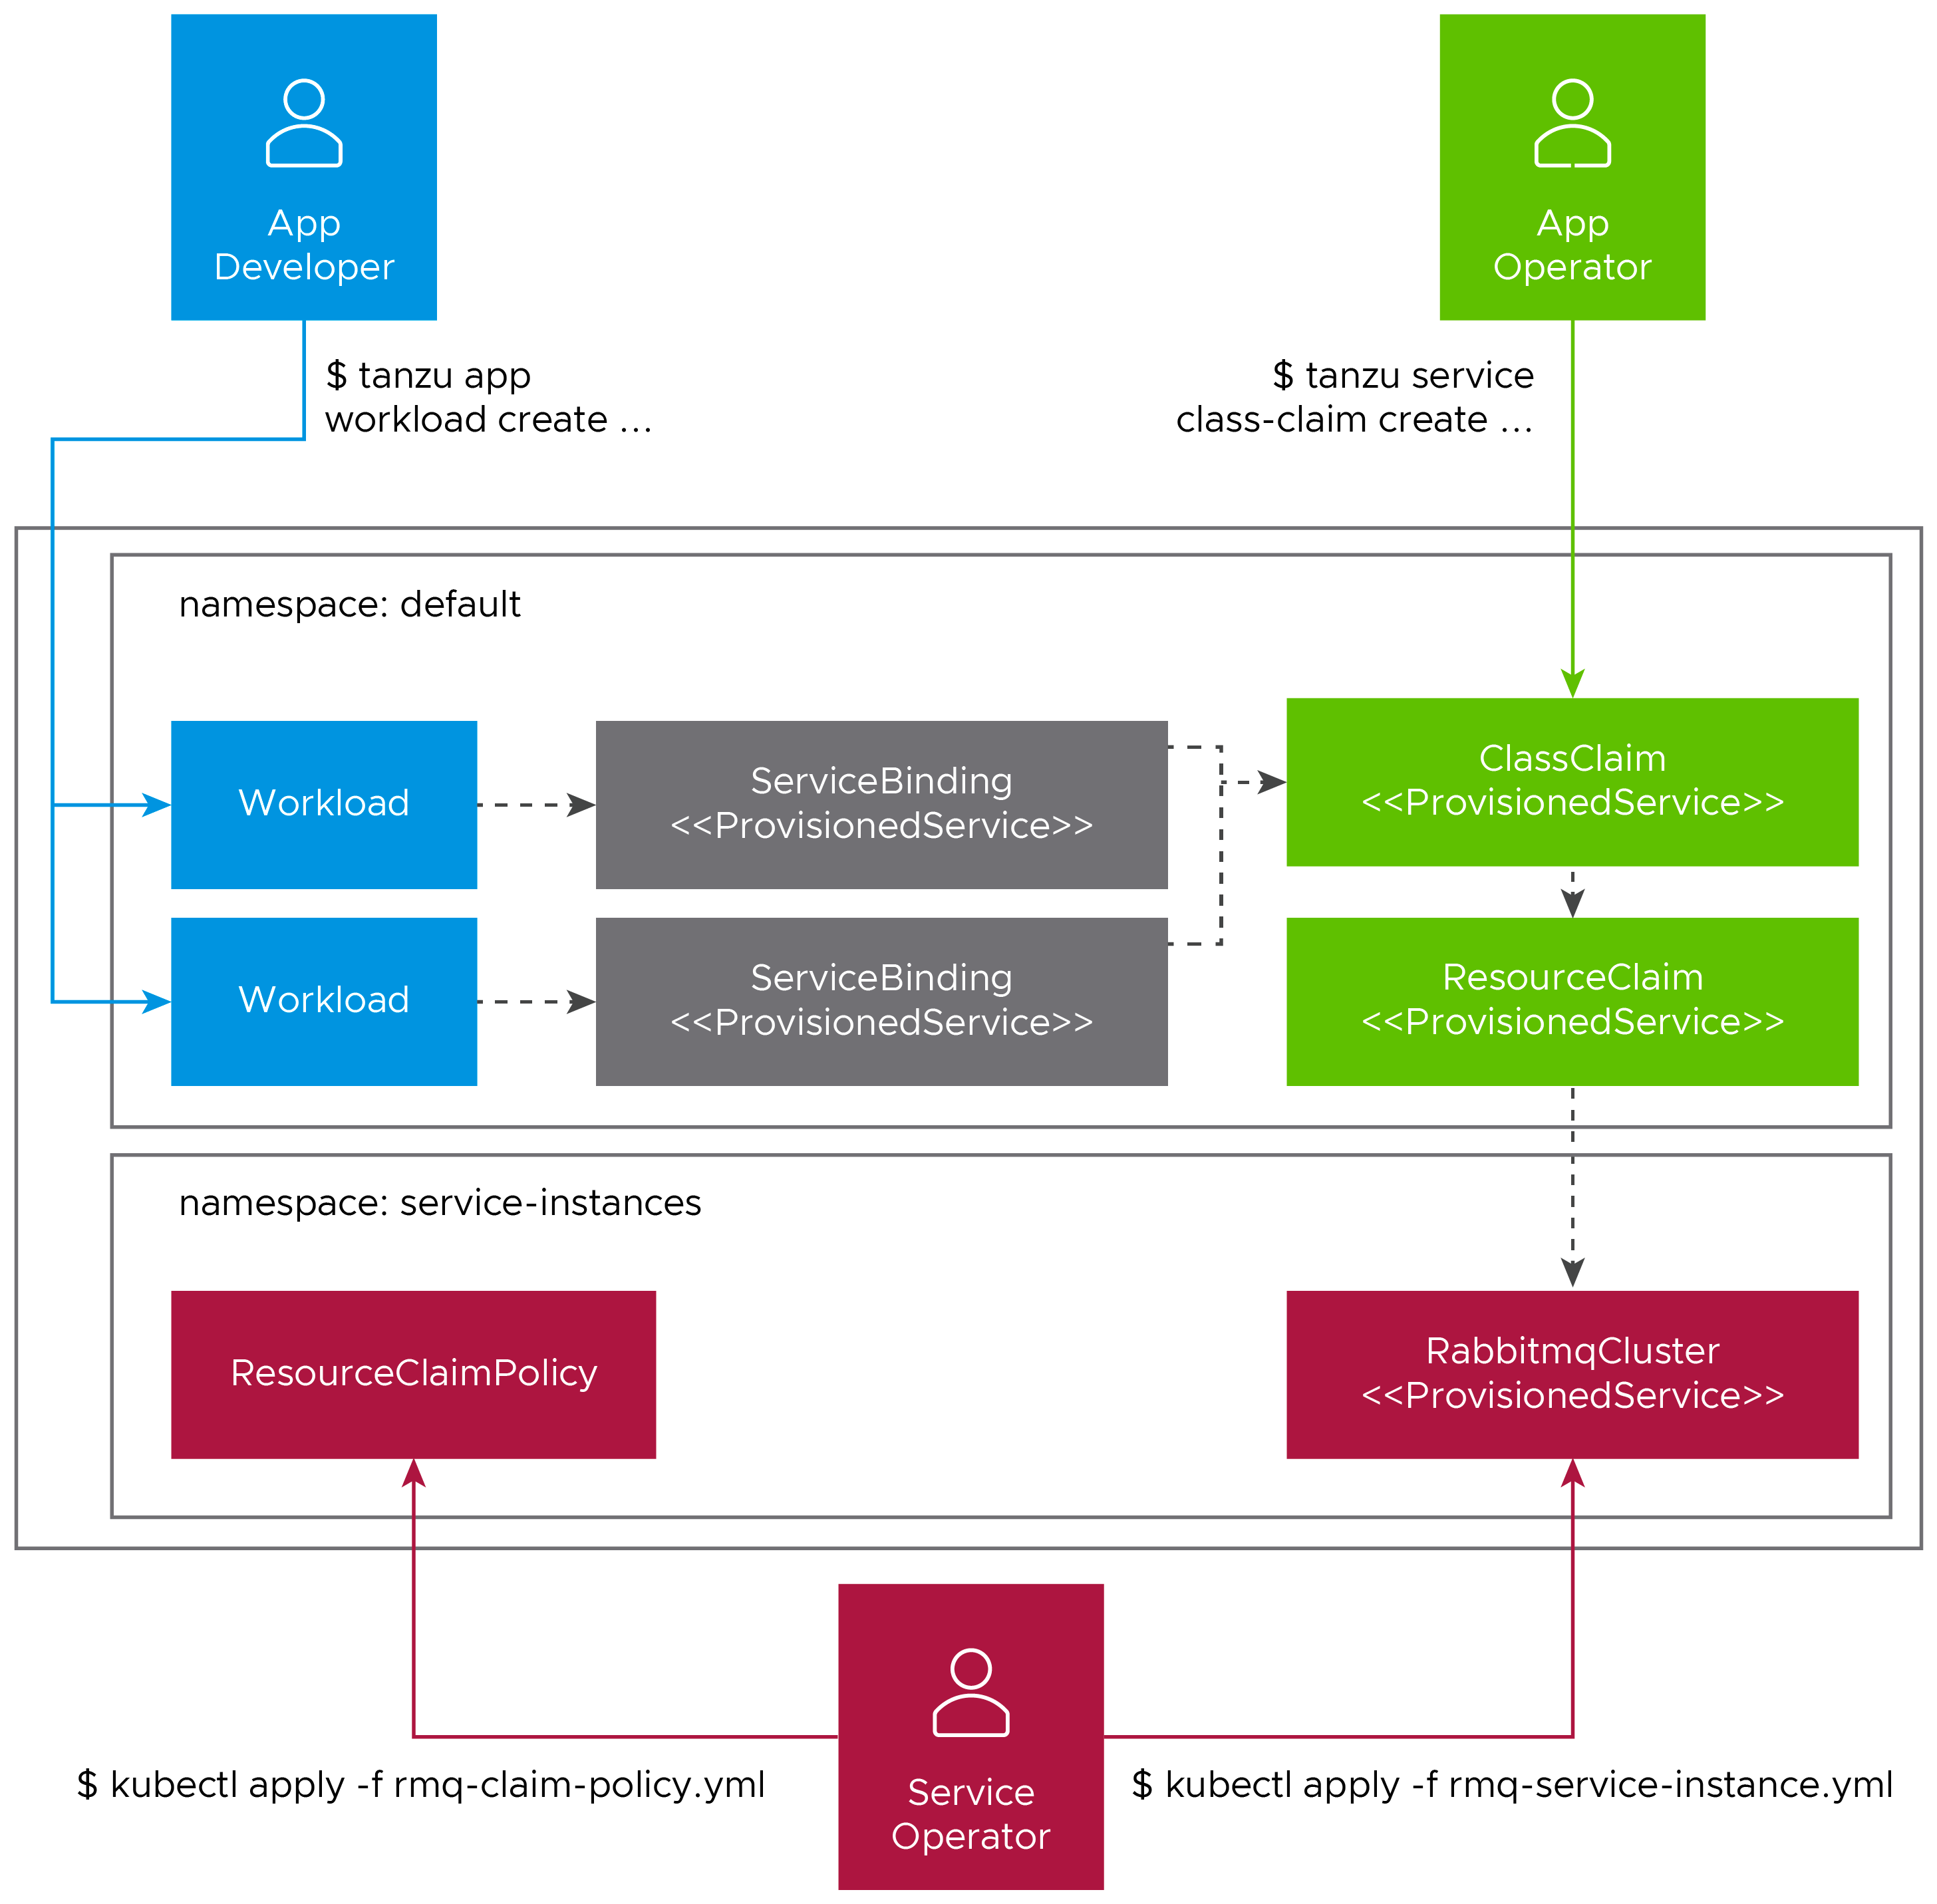 App
Developer
App
Operator
$ tanzu app
workload create ...
$ tanzu service
class-claim create ...
namespace: default
Workload
ServiceBinding
<<ProvisionedService>>
ClassClaim
<<ProvisionedService>>
Workload
ServiceBinding
<<ProvisionedService>>
ResourceClaim
<<ProvisionedService>>
namespace: service-instances
ResourceClaimPolicy
RabbitmqCluster
<<ProvisionedService>>
$ kubectl apply -f rmq-claim-policy.yml
Service
Operator
$ kubectl apply -f rmq-service-instance.yml